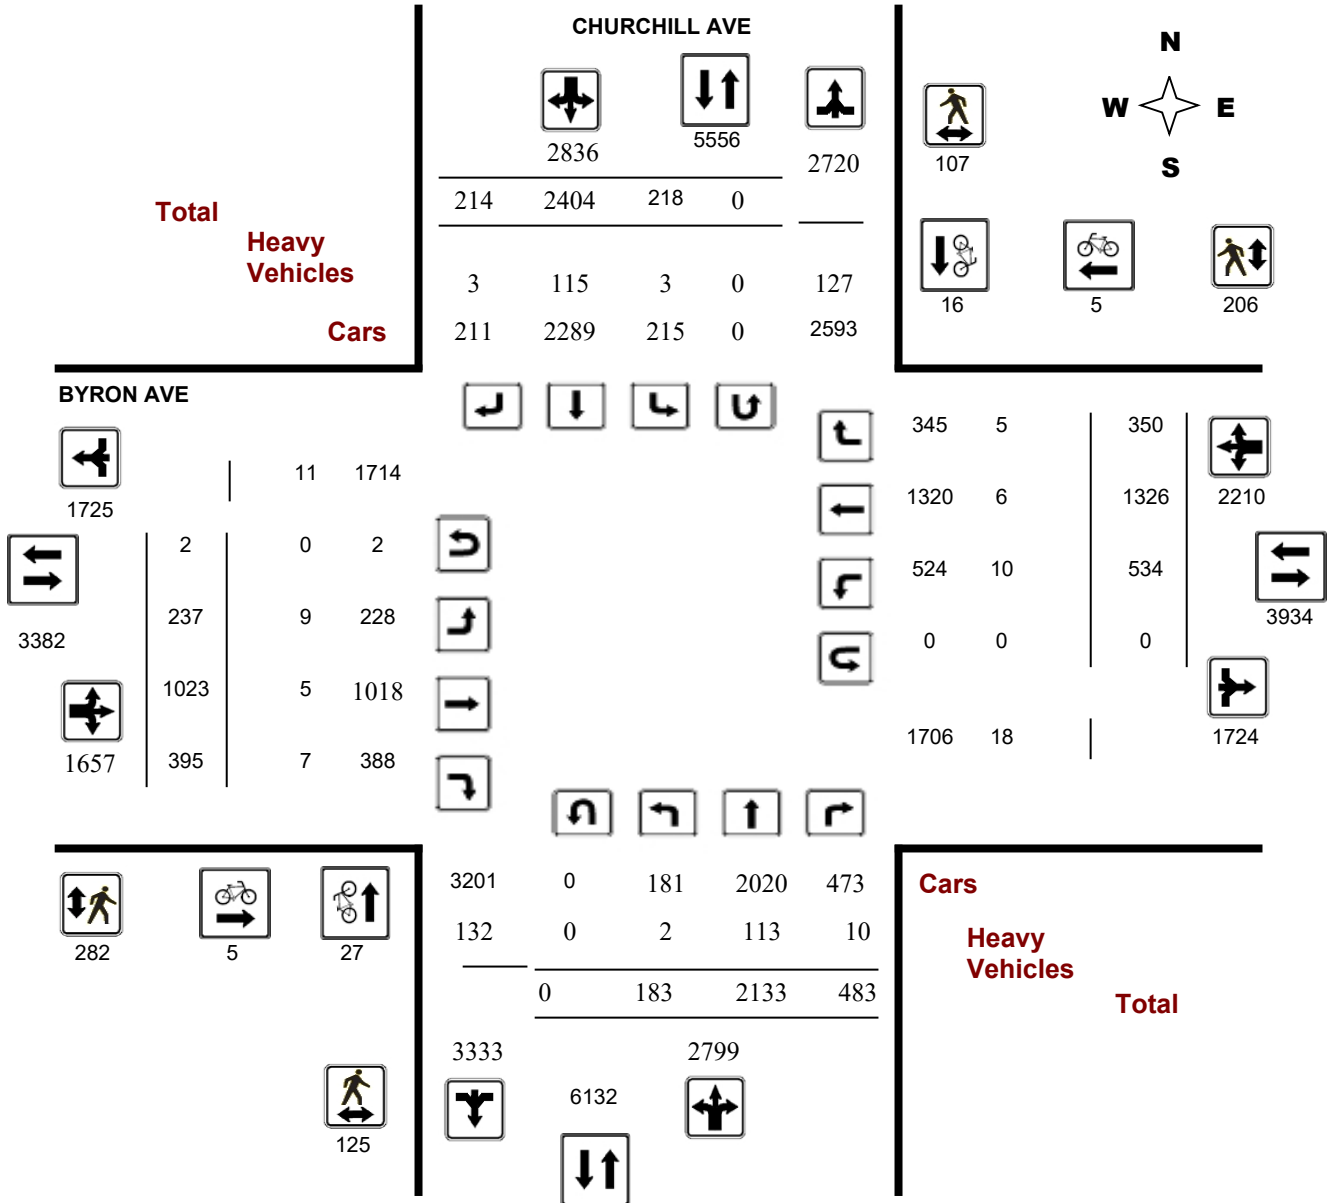 CHURCHILL AVE
N
W E
S
2836 5556 2720 107
214 2404 218 0
Total
Heavy
Vehicles
3 115 3 0 127
16 5 206
Cars 211 2289 215 0 2593
BYRON AVE
345 5 350
11 1714
1725
1320 6 1326 2210
2 0 2
524 10 534
237 9 228
3934
3382
0 0 0
1023 5 1018
1706 18 1724
1657 395 7 388
3201 0 181 2020 473 Cars
132 0 2 113 10 Heavy
Vehicles
282 5 27
0 183 2133 483 Total
3333 2799
6132
125